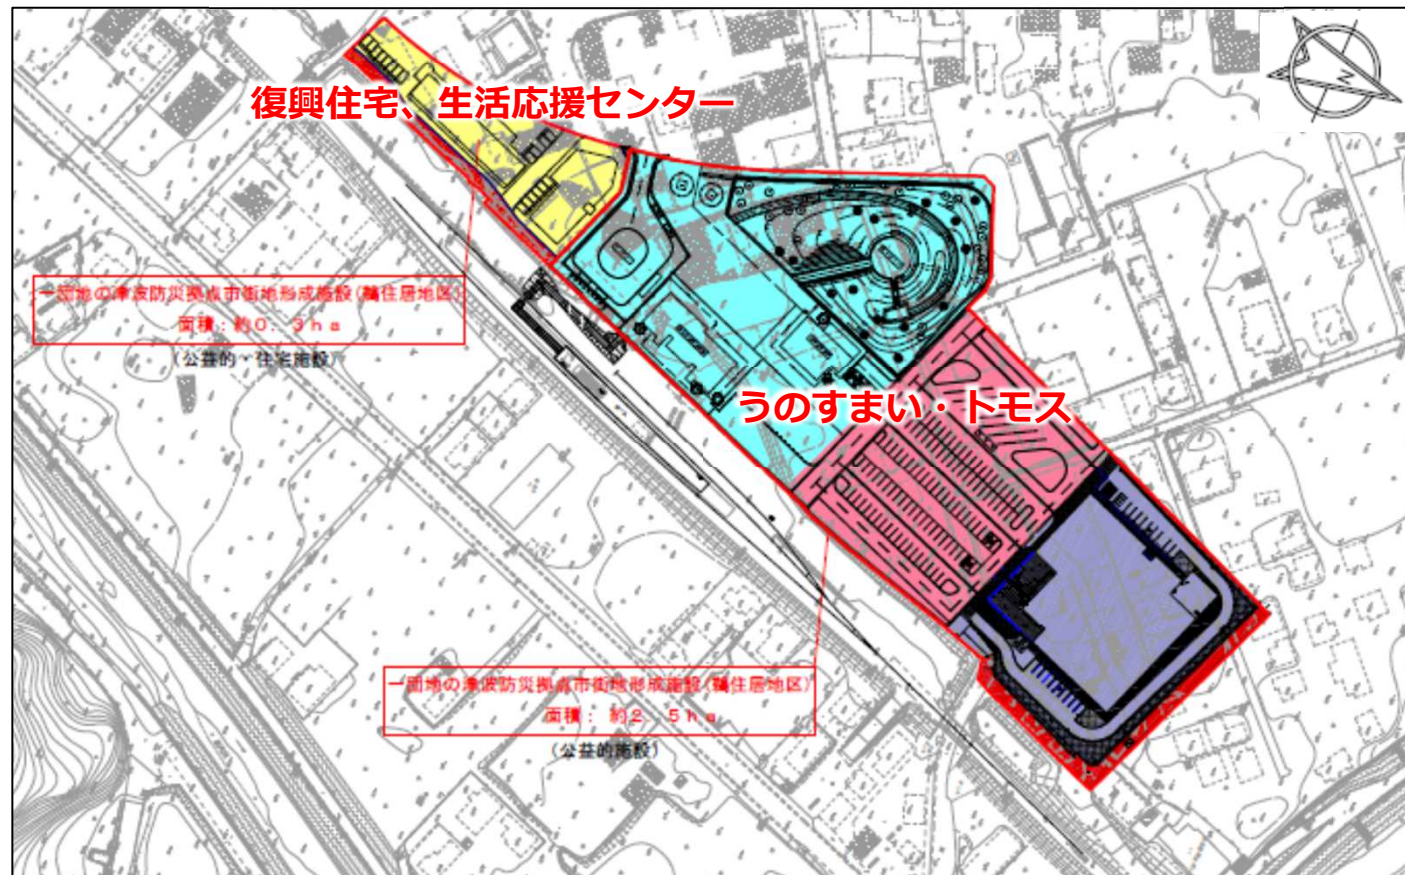 復興住宅、生活応援センター
一団地の津波防災拠点市街地形成施設(鵜住居地区)
面積:約0.3ha
(公益的・住宅施設)
うのすまい・トモス
一団地の津波防災拠点市街地形成施設(鵜住居地区)
面積: 約2.5ha
(公益的施設)
N